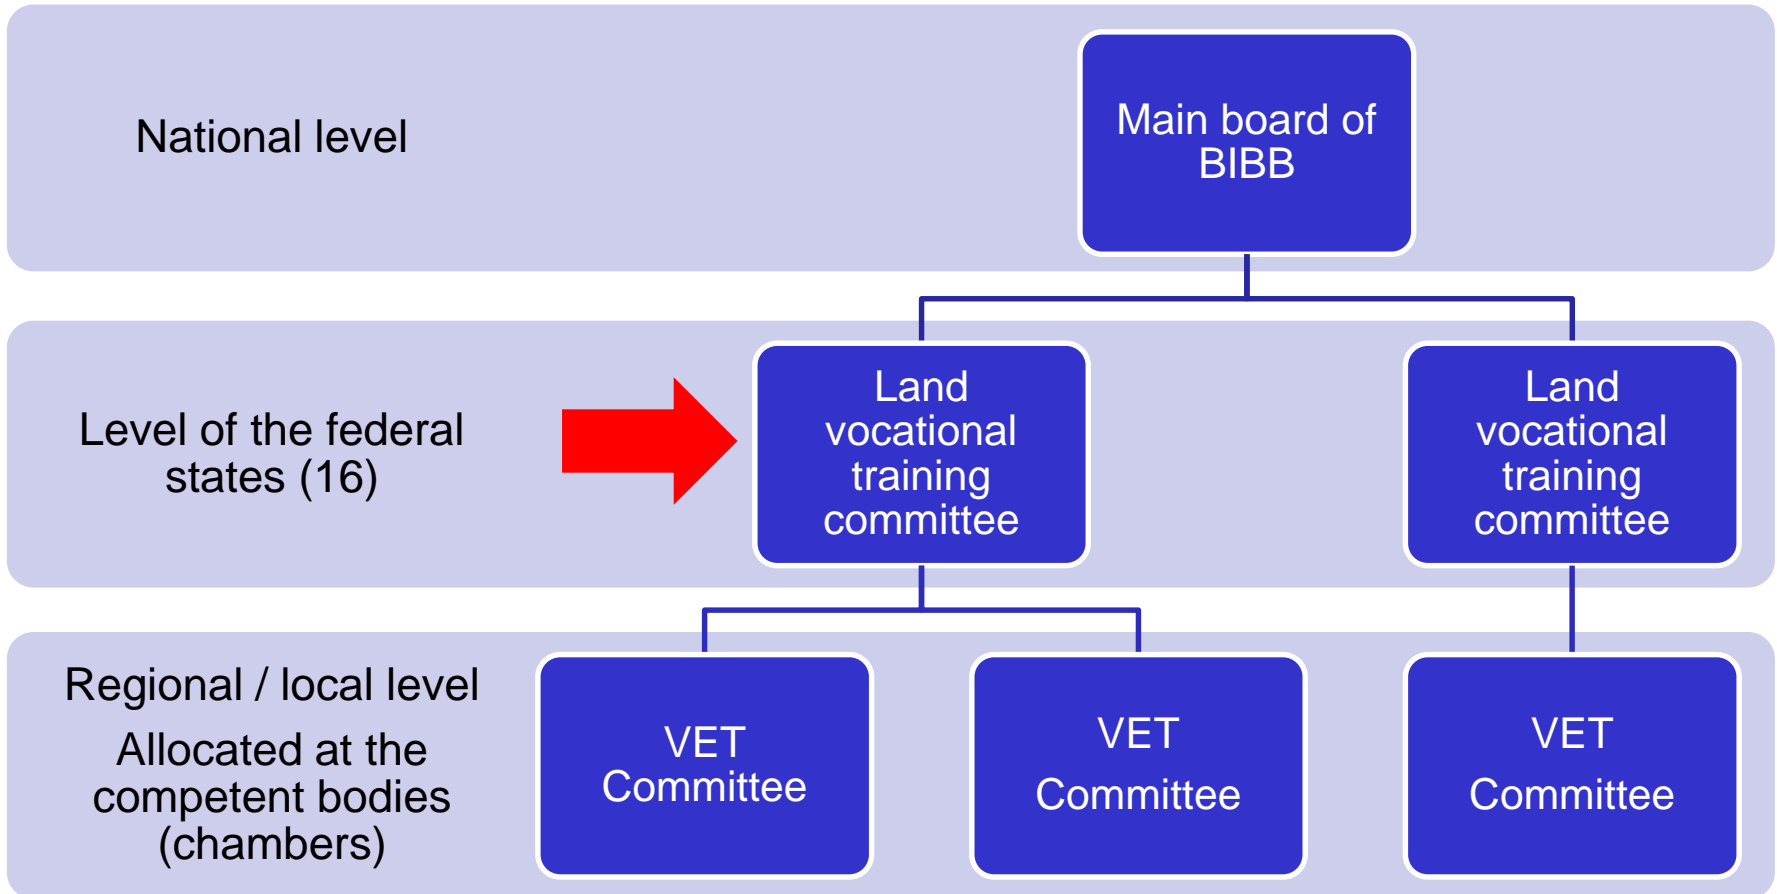 National level
Main board of
BIBB
Level of the federal
states (16)
Land
vocational
training
committee
Land
vocational
training
committee
Regional / local level
Allocated at the
competent bodies
(chambers)
VET
Committee
VET
Committee
VET
Committee